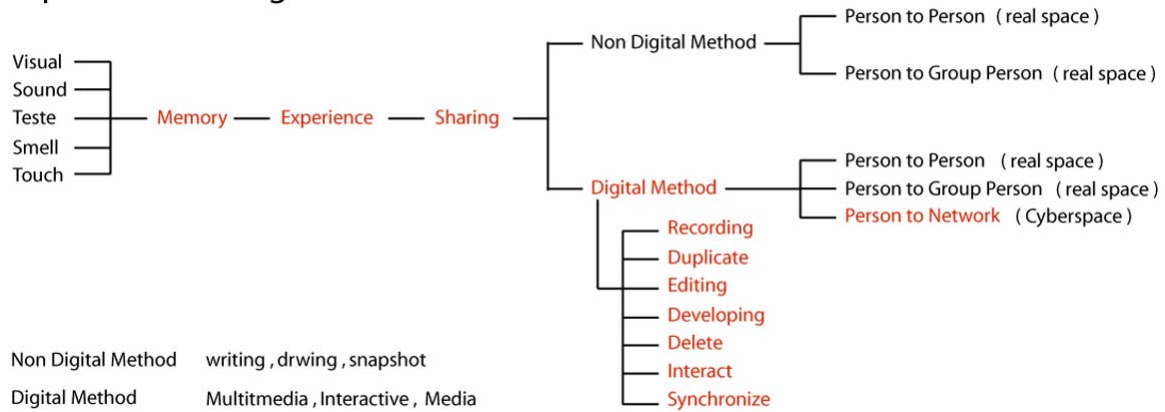 Visual
Sound
Teste
Smell
Touch
Memory
Experience
Sharing
Non Digital Method
Person to Person ( real space )
Person to Group Person ( real space )
Digital Method
Person to Person ( real space )
Person to Group Person ( real space )
Person to Network ( Cyberspace )
Recording
Duplicate
Editing
Developing
Delete
Interact
Synchronize
Non Digital Method writing , drwing , snapshot
Digital Method Multitmedia , Interactive , Media